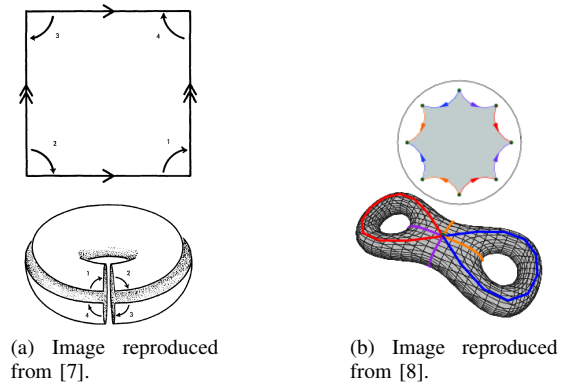 3
4
2
1
1
2
4
3
(a) Image reproduced
from [7].
(b) Image reproduced
from [8].